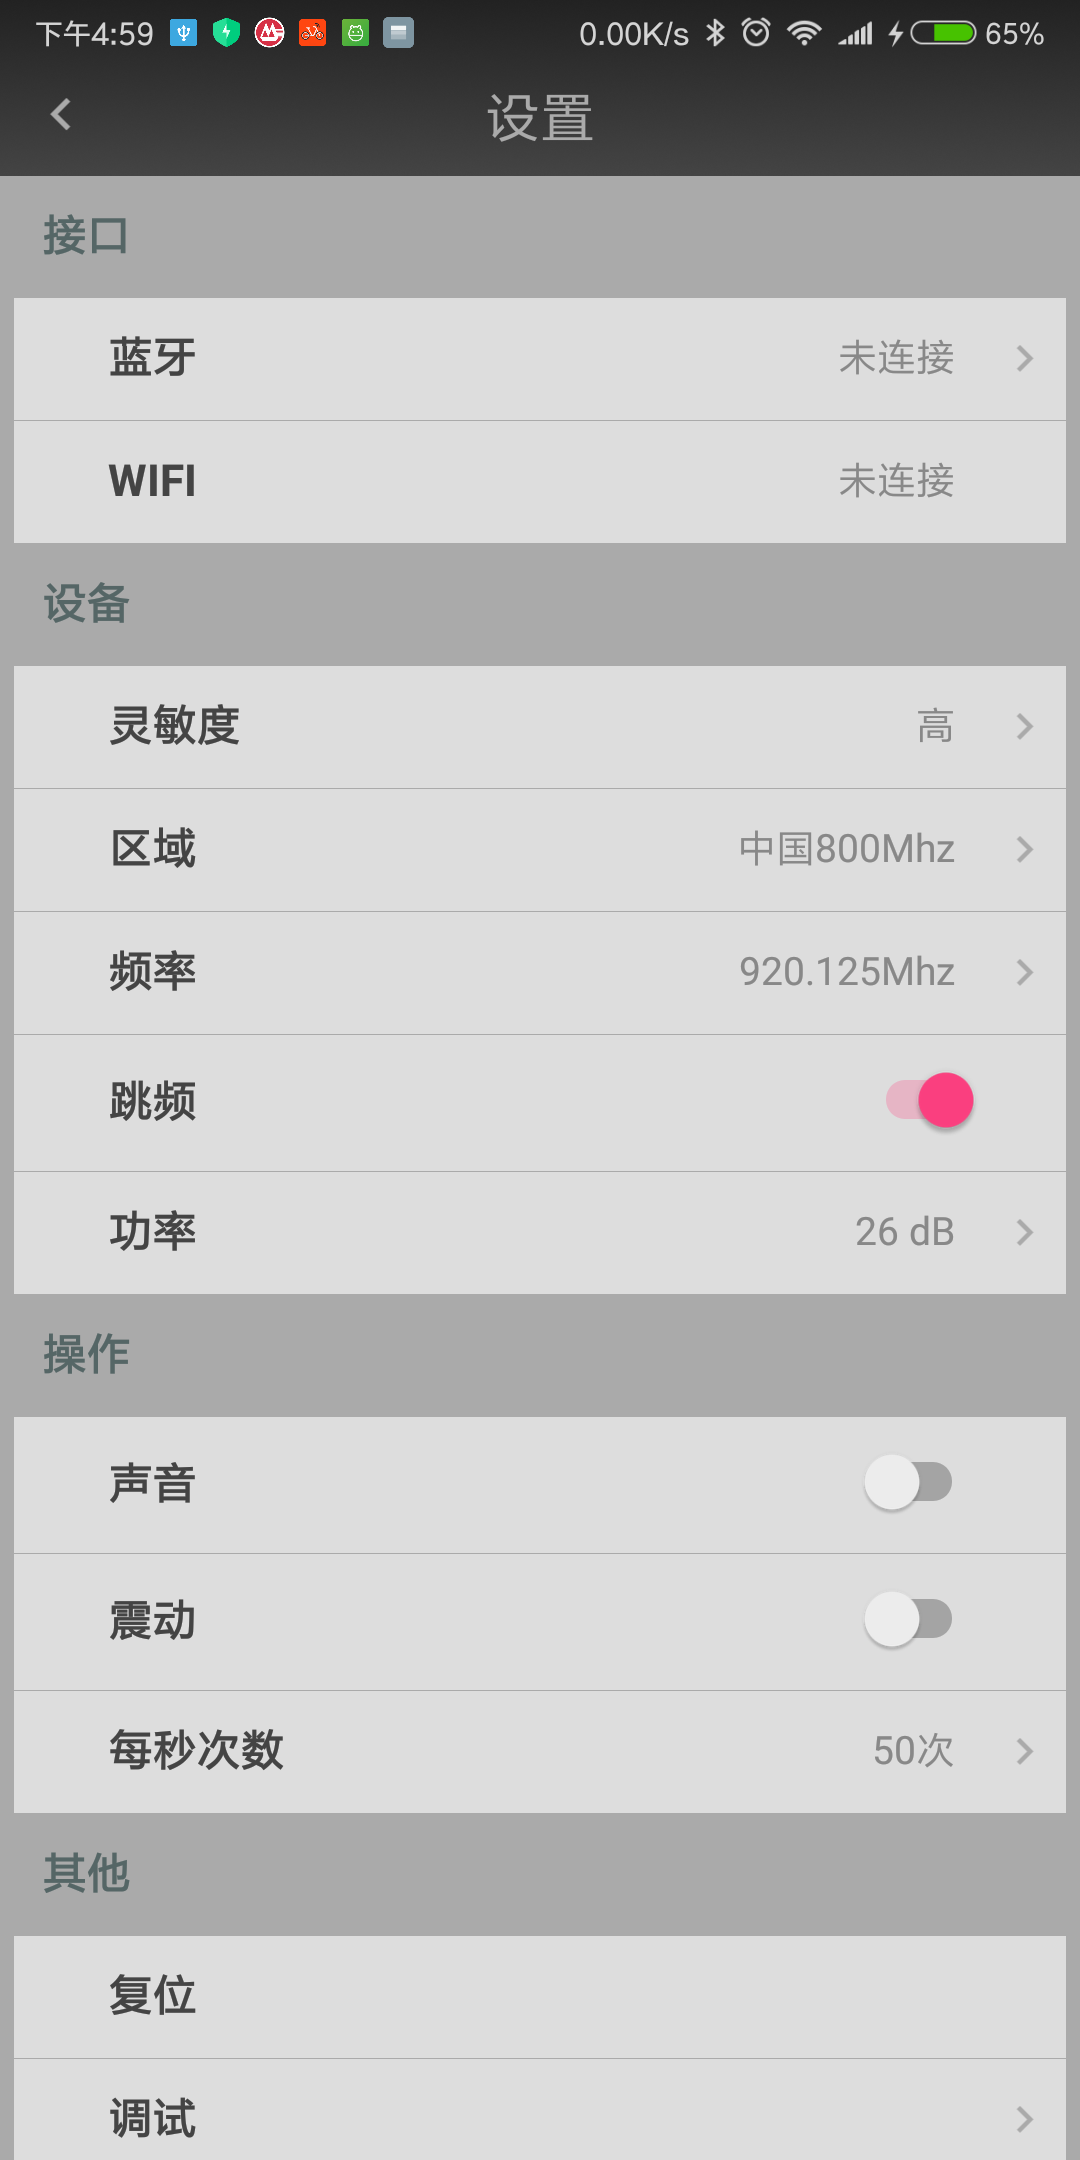 下午4:59 0.00K/s 65%
设置
接口
蓝牙 未连接
WIFI 未连接
设备
灵敏度 高
区域 中国800Mhz
频率 920.125Mhz
跳频
功率 26 dB
操作
声音
震动
每秒次数 50次
其他
复位
调试